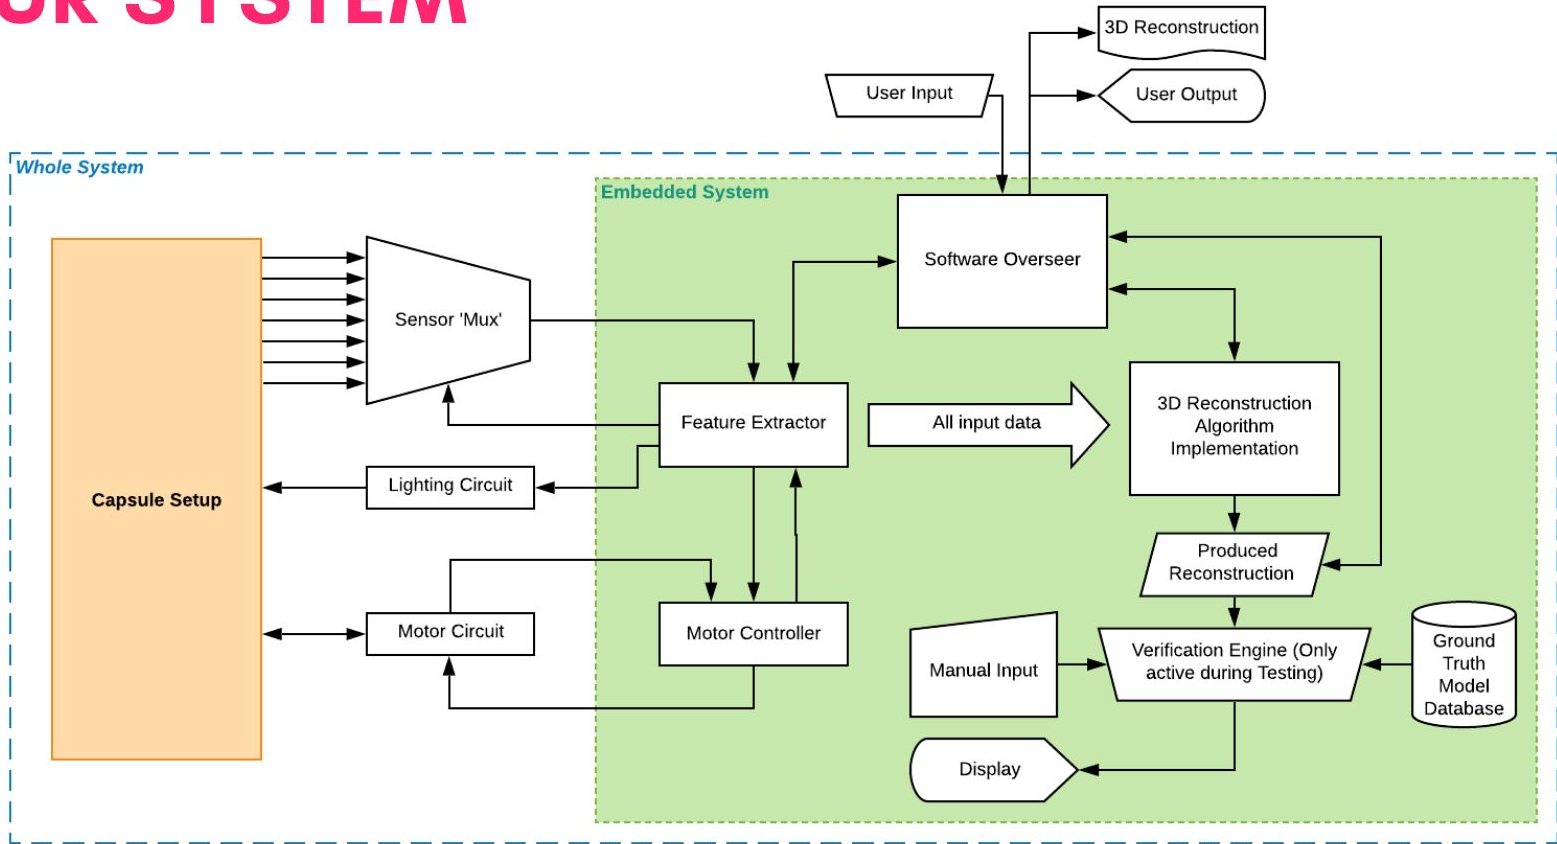 UR SYSTEM
3D Reconstruction
User Input
User Output
Whole System
Embedded System
Software Overseer
Sensor 'Mux'
Feature Extractor
All input data
3D Reconstruction
Algorithm
Implementation
Lighting Circuit
Capsule Setup
Produced
Reconstruction
Motor Circuit
Motor Controller
Manual Input
Verification Engine (Only
active during Testing)
Ground
Truth
Model
Database
Display